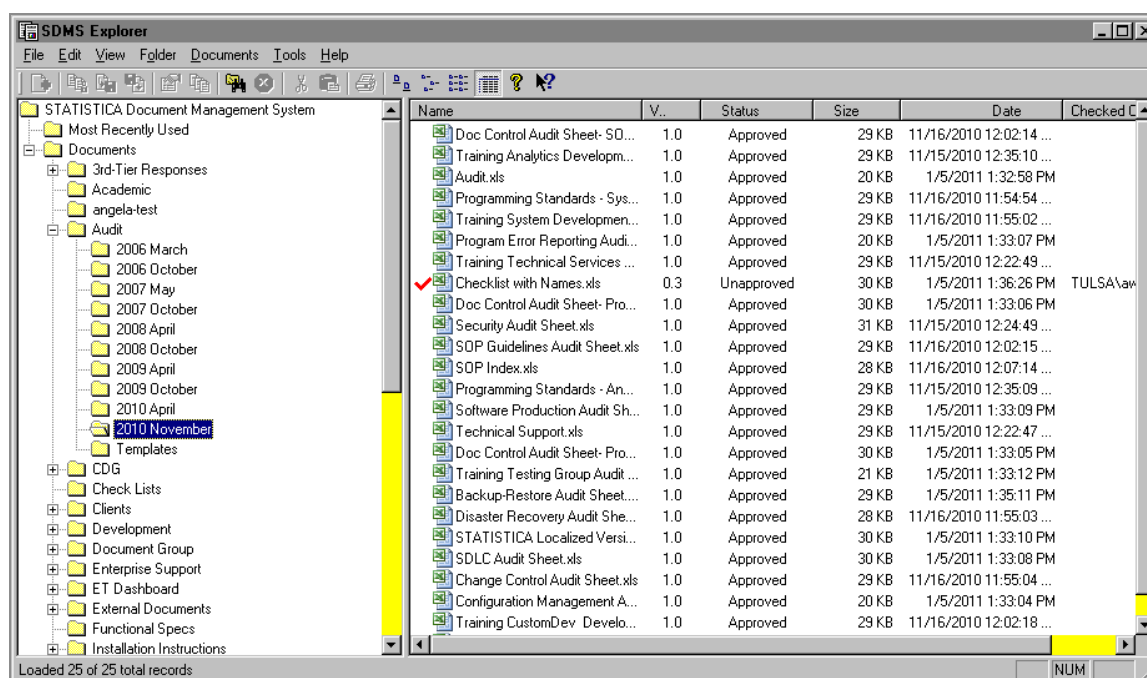 SDMS Explorer
File Edit View Folder Documents Tools Help
STATISTICA Document Management System
Most Recently Used
Documents
3rd-Tier Responses
Academic
angela-test
Audit
2006 March
2006 October
2007 May
2007 October
2008 April
2008 October
2009 April
2009 October
2010 April
2010 November
Templates
CDG
Check Lists
Clients
Development
Document Group
Enterprise Support
ET Dashboard
External Documents
Functional Specs
Installation Instructions
Name V.. Status Size Date Checked
Doc Control Audit Sheet- SO... 1.0 Approved 29 KB 11/16/2010 12:02:14 ...
Training Analytics Developm... 1.0 Approved 29 KB 11/15/2010 12:35:10 ...
Audit.xls 1.0 Approved 20 KB 1/5/2011 1:32:58 PM
Programming Standards - Sys... 1.0 Approved 29 KB 11/16/2010 11:54:54 ...
Training System Developmen... 1.0 Approved 29 KB 11/16/2010 11:55:02 ...
Program Error Reporting Audi... 1.0 Approved 20 KB 1/5/2011 1:33:07 PM
Training Technical Services ... 1.0 Approved 29 KB 11/15/2010 12:22:49 ...
Checklist with Names.xls 0.3 Unapproved 30 KB 1/5/2011 1:36:26 PM TULSA\aw
Doc Control Audit Sheet- Pro... 1.0 Approved 30 KB 1/5/2011 1:33:06 PM
Security Audit Sheet.xls 1.0 Approved 31 KB 11/15/2010 12:24:49 ...
SOP Guidelines Audit Sheet.xls 1.0 Approved 29 KB 11/16/2010 12:02:15 ...
SOP Index.xls 1.0 Approved 28 KB 11/16/2010 12:07:14 ...
Programming Standards - An... 1.0 Approved 29 KB 11/15/2010 12:35:09 ...
Software Production Audit Sh... 1.0 Approved 29 KB 1/5/2011 1:33:09 PM
Technical Support.xls 1.0 Approved 29 KB 11/15/2010 12:22:47 ...
Doc Control Audit Sheet- Pro... 1.0 Approved 30 KB 1/5/2011 1:33:05 PM
Training Testing Group Audit ... 1.0 Approved 21 KB 1/5/2011 1:33:12 PM
Backup-Restore Audit Sheet.... 1.0 Approved 29 KB 1/5/2011 1:35:11 PM
Disaster Recovery Audit She... 1.0 Approved 28 KB 11/16/2010 11:55:03 ...
STATISTICA Localized Versi... 1.0 Approved 30 KB 1/5/2011 1:33:10 PM
SDLC Audit Sheet.xls 1.0 Approved 30 KB 1/5/2011 1:33:08 PM
Change Control Audit Sheet.xls 1.0 Approved 29 KB 11/16/2010 11:55:04 ...
Configuration Management A... 1.0 Approved 20 KB 1/5/2011 1:33:04 PM
Training CustomDev Develo... 1.0 Approved 29 KB 11/16/2010 12:02:18 ...
Loaded 25 of 25 total records NUM